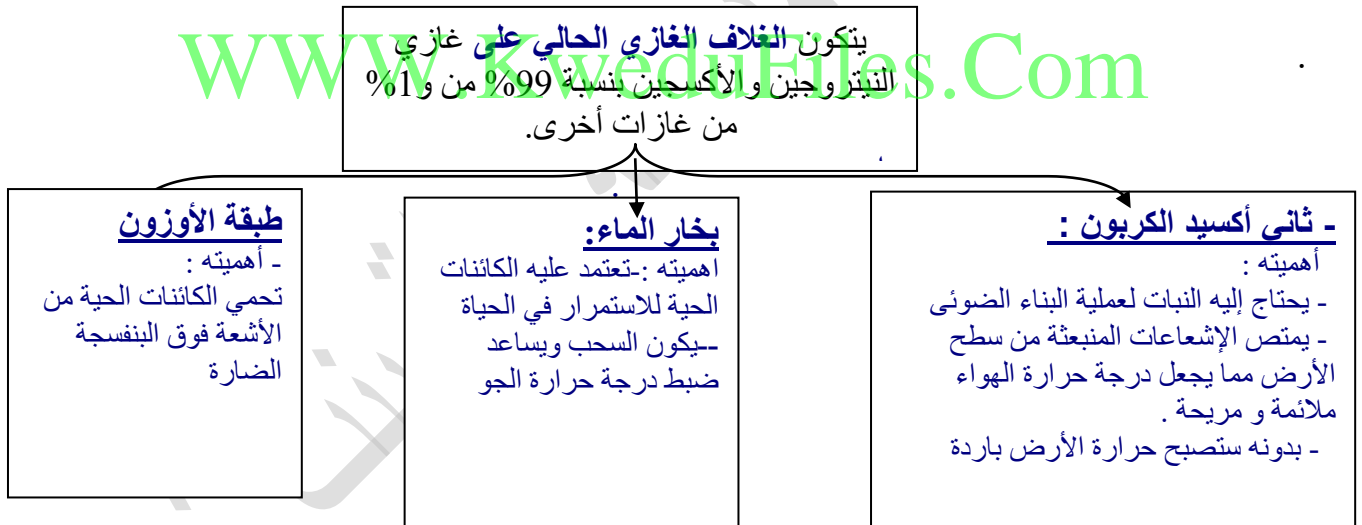 WWW.KweduFiles.Com
يتكون الغلاف الغازي الحالي على غازي
النيتروجين والأكسجين بنسبة 99% من و1%
من غازات أخرى.
- ثاني أكسيد الكربون :
أهميته :
- يحتاج إليه النبات لعملية البناء الضوئى
- يمتص الإشعاعات المنبعثة من سطح
الأرض مما يجعل درجة حرارة الهواء
ملائمة و مريحة .
- بدونه ستصبح حرارة الأرض باردة
بخار الماء:
اهميته :-تعتمد عليه الكائنات
الحية للاستمرار في الحياة
--يكون السحب ويساعد
ضبط درجة حرارة الجو
طبقة الأوزون
- أهميته :
تحمي الكائنات الحية من
الأشعة فوق البنفسجة
الضارة